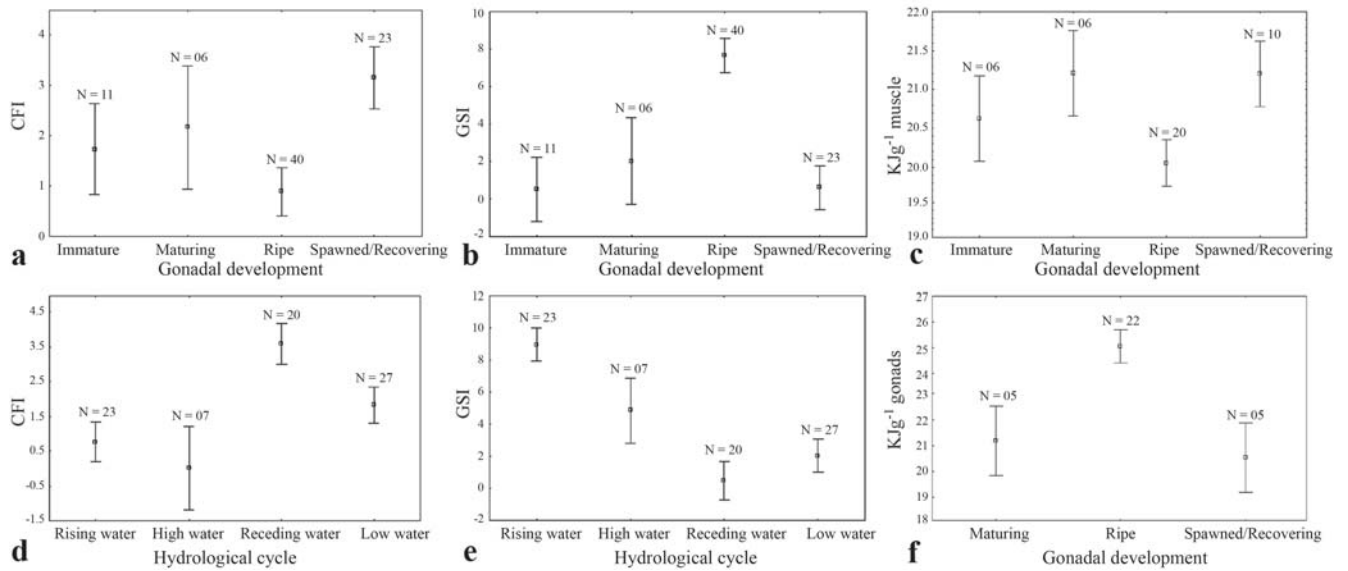 4
3
2
1
0
CFI
N = 11
N = 06
N = 40
N = 23
Immature Maturing Ripe Spawned/Recovering
Gonadal development
a
10
8
6
4
2
0
-2
GSI
N = 11
N = 06
N = 40
N = 23
Immature Maturing Ripe Spawned/Recovering
Gonadal development
b
22.0
21.5
21.0
20.5
20.0
19.5
19.0
KJg⁻¹ muscle
N = 06
N = 06
N = 20
N = 10
Immature Maturing Ripe Spawned/Recovering
Gonadal development
c
4.5
3.5
2.5
1.5
0.5
-0.5
-1.5
CFI
N = 23
N = 07
N = 20
N = 27
Rising water High water Receding water Low water
Hydrological cycle
d
12
10
8
6
4
2
0
-2
GSI
N = 23
N = 07
N = 20
N = 27
Rising water High water Receding water Low water
Hydrological cycle
e
27
26
25
24
23
22
21
20
19
18
KJg⁻¹ gonads
N = 05
N = 22
N = 05
Maturing Ripe Spawned/Recovering
Gonadal development
f